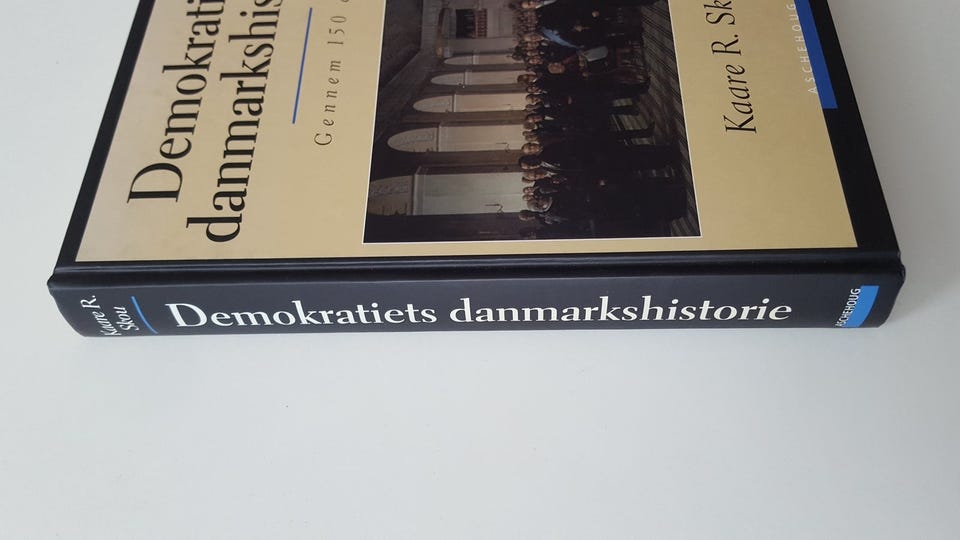 Demokrati
danmarkshis
Gennem 150
Kaare R. Sk
ASCHEHOUG
Kaare R.
Skou
Demokratiets danmarkshistorie
ASCHEHOUG